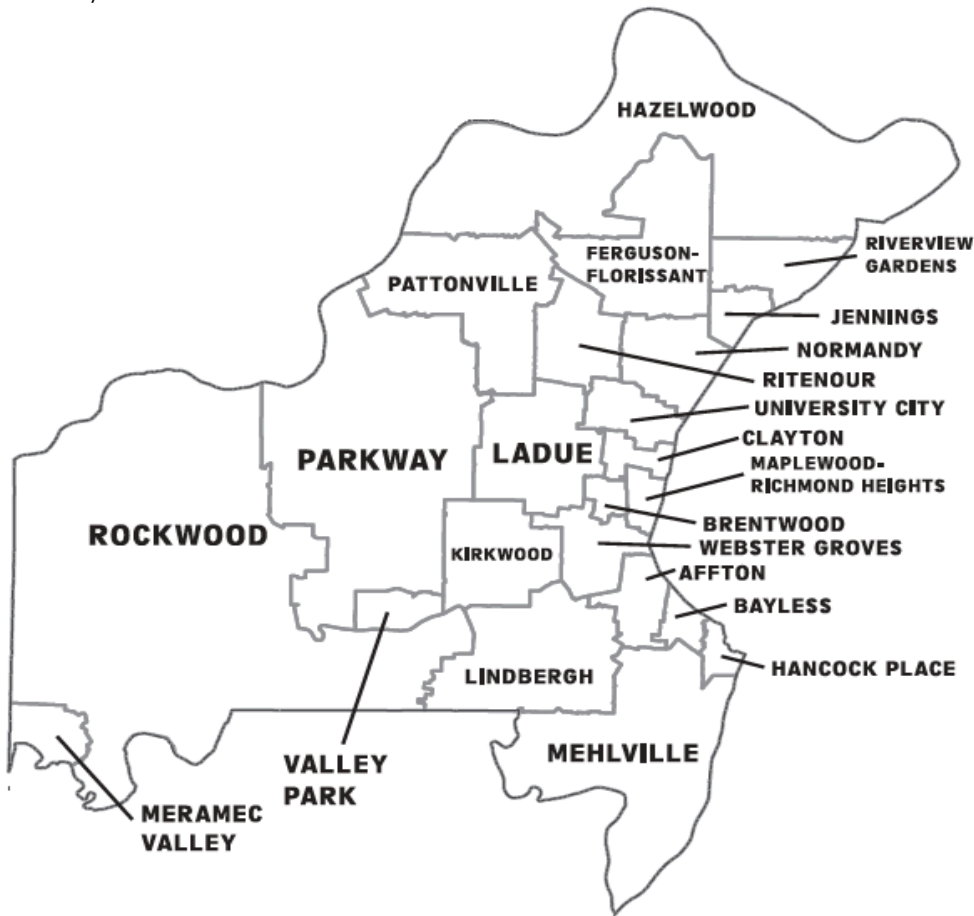 HAZELWOOD
RIVERVIEW
GARDENS
FERGUSON-
FLORISSANT
PATTONVILLE
JENNINGS
NORMANDY
RITENOUR
UNIVERSITY CITY
CLAYTON
PARKWAY
LADUE
MAPLEWOOD-
RICHMOND HEIGHTS
BRENTWOOD
ROCKWOOD
WEBSTER GROVES
KIRKWOOD
AFFTON
BAYLESS
LINDBERGH
HANCOCK PLACE
MEHLVILLE
VALLEY
PARK
MERAMEC
VALLEY